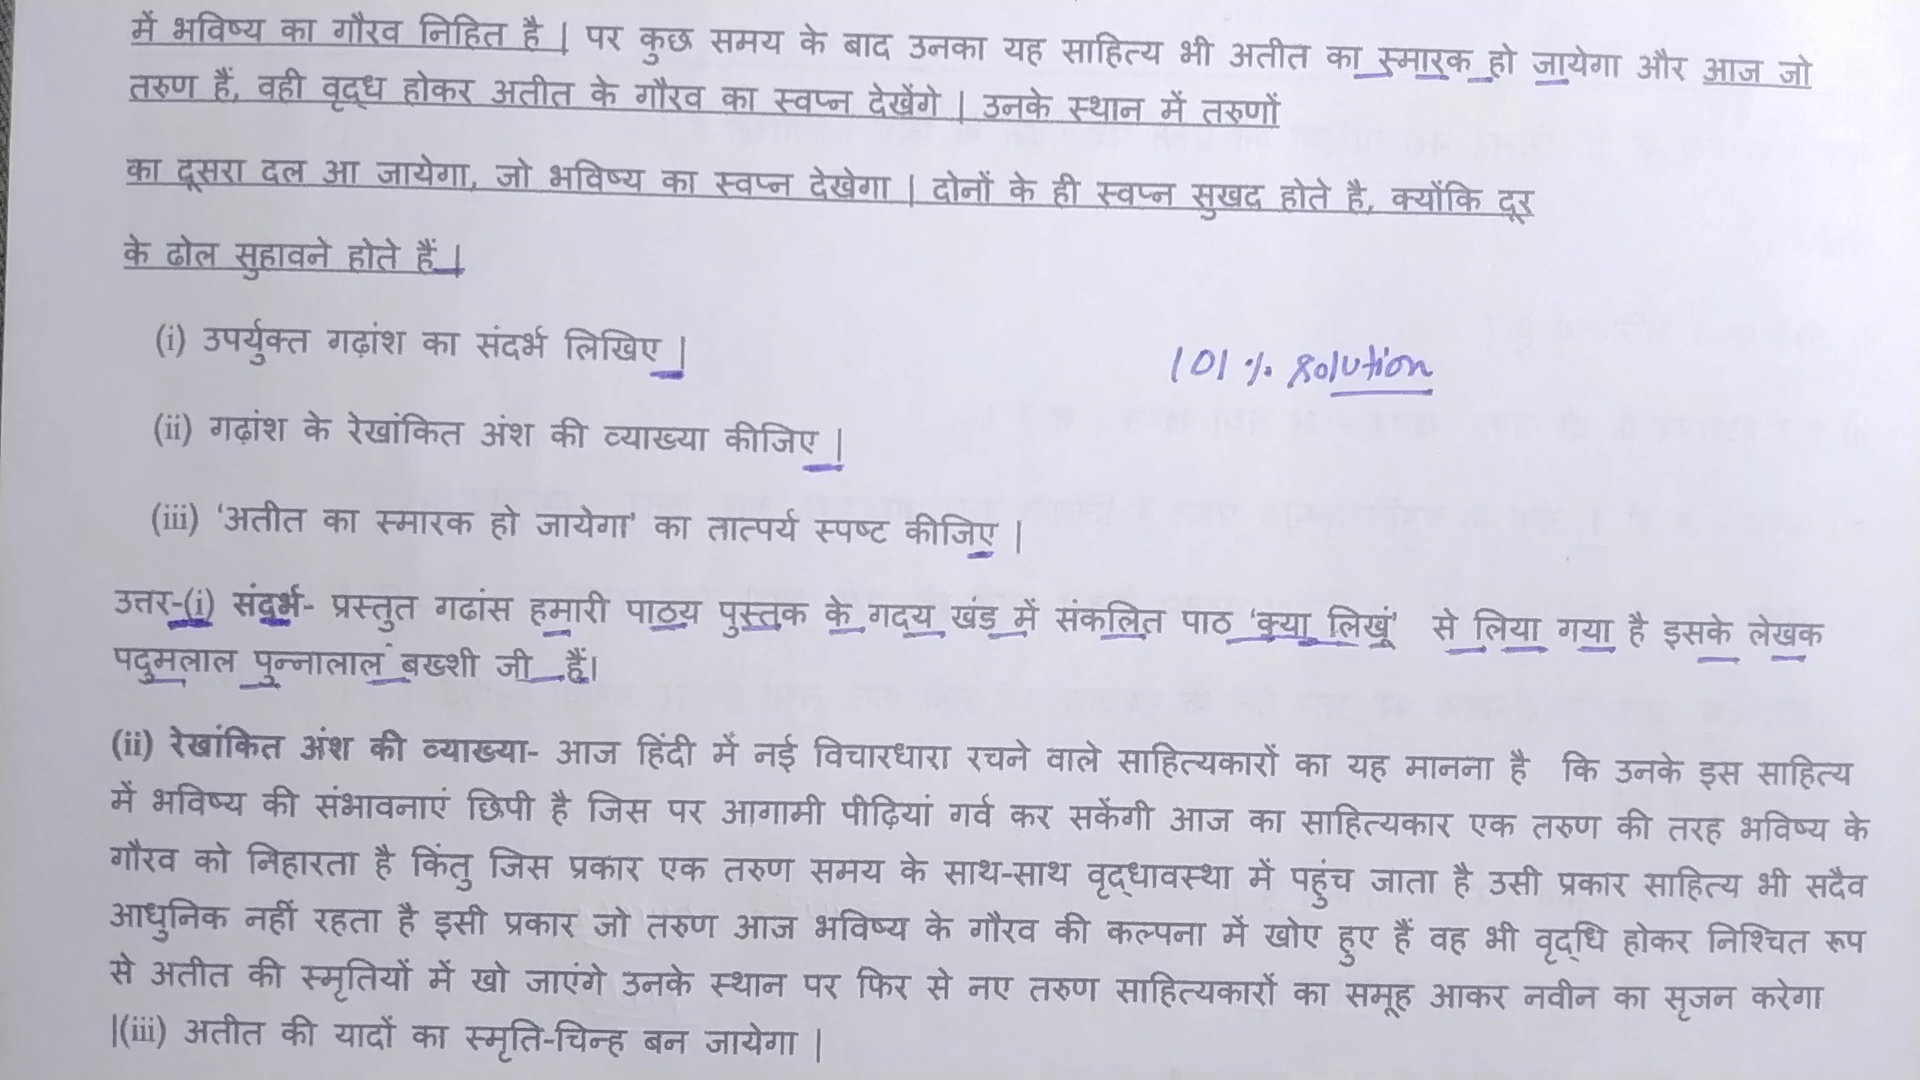 में भविष्य का गौरव निहित है | पर कुछ समय के बाद उनका यह साहित्य भी अतीत का स्मारक हो जायेगा और आज जो
तरुण हैं, वही वृद्ध होकर अतीत के गौरव का स्वप्न देखेंगे | उनके स्थान में तरुणों
का दूसरा दल आ जायेगा, जो भविष्य का स्वप्न देखेगा | दोनों के ही स्वप्न सुखद होते है, क्योंकि दूर
के ढोल सुहावने होते हैं |
(i) उपर्युक्त गढ़ांश का संदर्भ लिखिए |
101 % solution
(ii) गढ़ांश के रेखांकित अंश की व्याख्या कीजिए |
(iii) ‘अतीत का स्मारक हो जायेगा’ का तात्पर्य स्पष्ट कीजिए |
उत्तर-(i) संदर्भ- प्रस्तुत गढांस हमारी पाठय पुस्तक के गदय खंड में संकलित पाठ ‘क्या लिखूं’ से लिया गया है इसके लेखक
पदुमलाल पुन्नालाल बख्शी जी हैं।
(ii) रेखांकित अंश की व्याख्या- आज हिंदी में नई विचारधारा रचने वाले साहित्यकारों का यह मानना है कि उनके इस साहित्य
में भविष्य की संभावनाएं छिपी है जिस पर आगामी पीढ़ियां गर्व कर सकेंगी आज का साहित्यकार एक तरुण की तरह भविष्य के
गौरव को निहारता है किंतु जिस प्रकार एक तरुण समय के साथ-साथ वृद्धावस्था में पहुंच जाता है उसी प्रकार साहित्य भी सदैव
आधुनिक नहीं रहता है इसी प्रकार जो तरुण आज भविष्य के गौरव की कल्पना में खोए हुए हैं वह भी वृद्धि होकर निश्चित रूप
से अतीत की स्मृतियों में खो जाएंगे उनके स्थान पर फिर से नए तरुण साहित्यकारों का समूह आकर नवीन का सृजन करेगा
|(iii) अतीत की यादों का स्मृति-चिन्ह बन जायेगा |